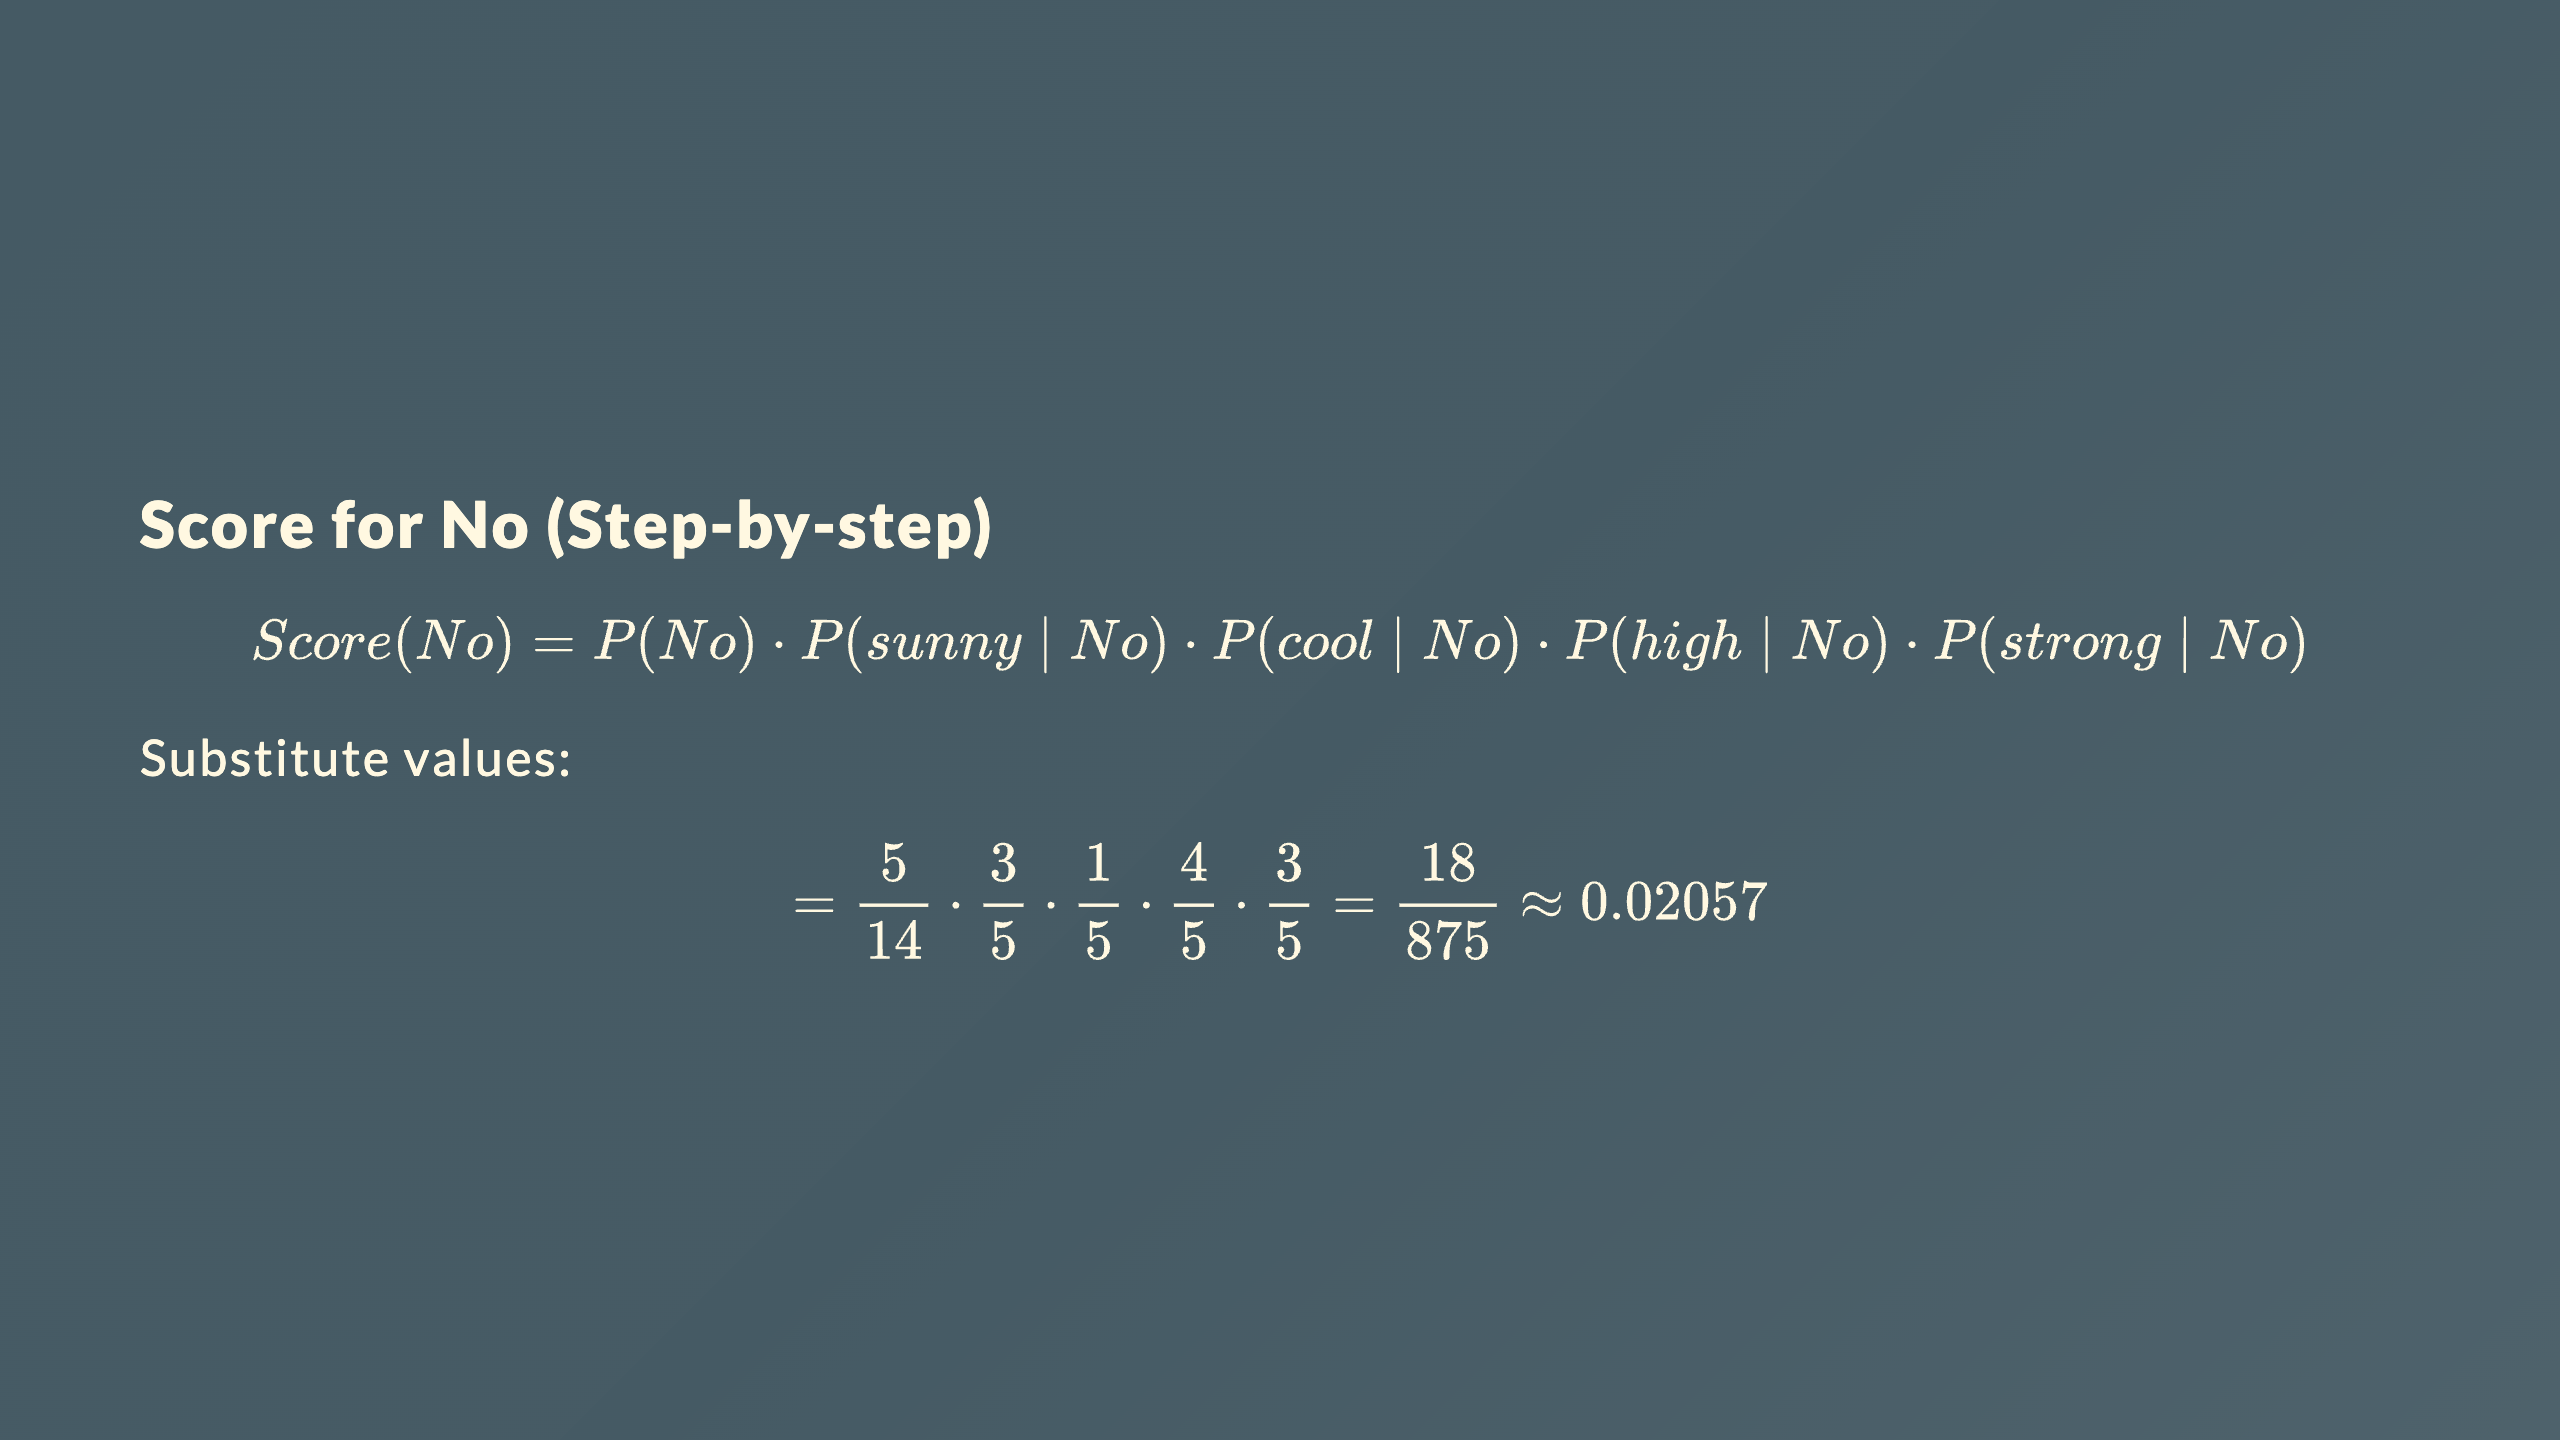 Score for No (Step-by-step)
Score(No) = P(No) · P(sunny | No) · P(cool | No) · P(high | No) · P(strong | No)
Substitute values:
= 5/14 · 3/5 · 1/5 · 4/5 · 3/5 = 18/875 ≈ 0.02057